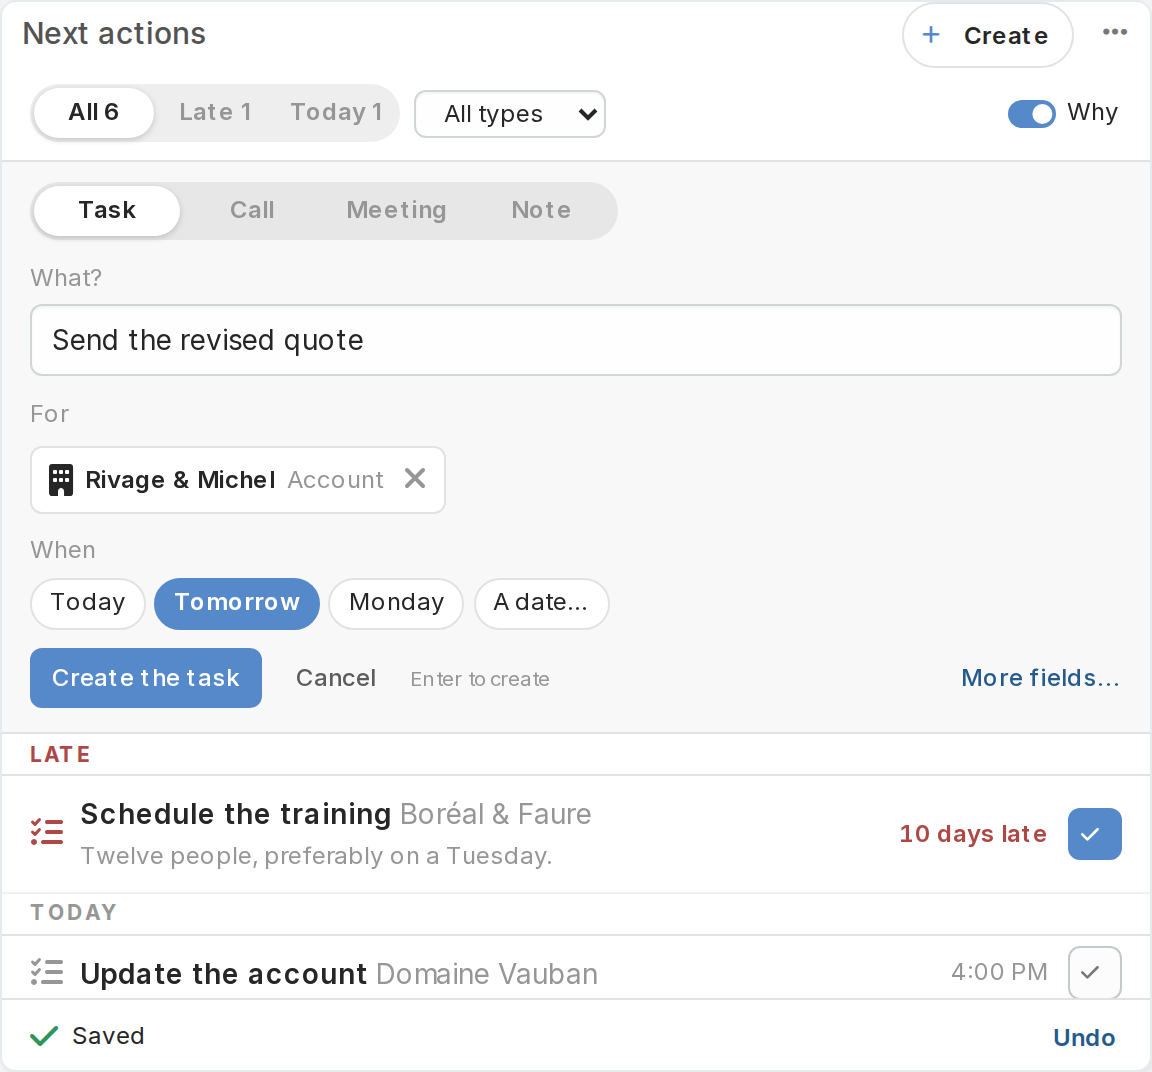 Next actions
+ Create •••
All 6 Late 1 Today 1 All types Why
Task Call Meeting Note
What?
Send the revised quote
For
Rivage & Michel Account
When
Today Tomorrow Monday A date...
Create the task Cancel Enter to create More fields...
LATE
Schedule the training Boréal & Faure
Twelve people, preferably on a Tuesday.
10 days late
TODAY
Update the account Domaine Vauban 4:00 PM
Saved Undo